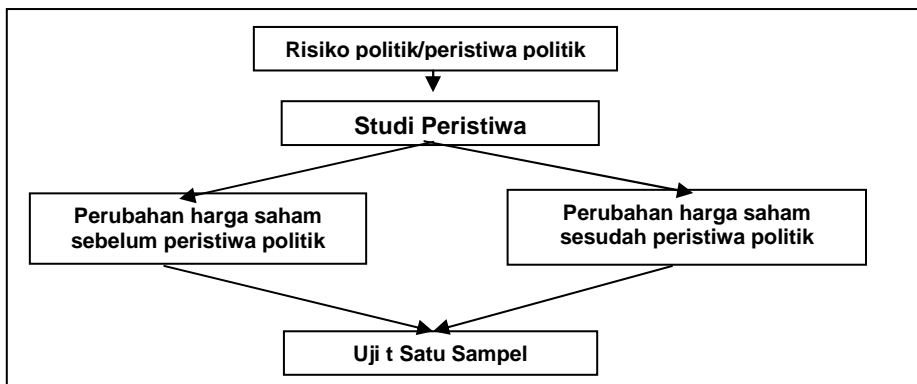 Risiko politik/peristiwa politik
Studi Peristiwa
Perubahan harga saham
sebelum peristiwa politik
Perubahan harga saham
sesudah peristiwa politik
Uji t Satu Sampel